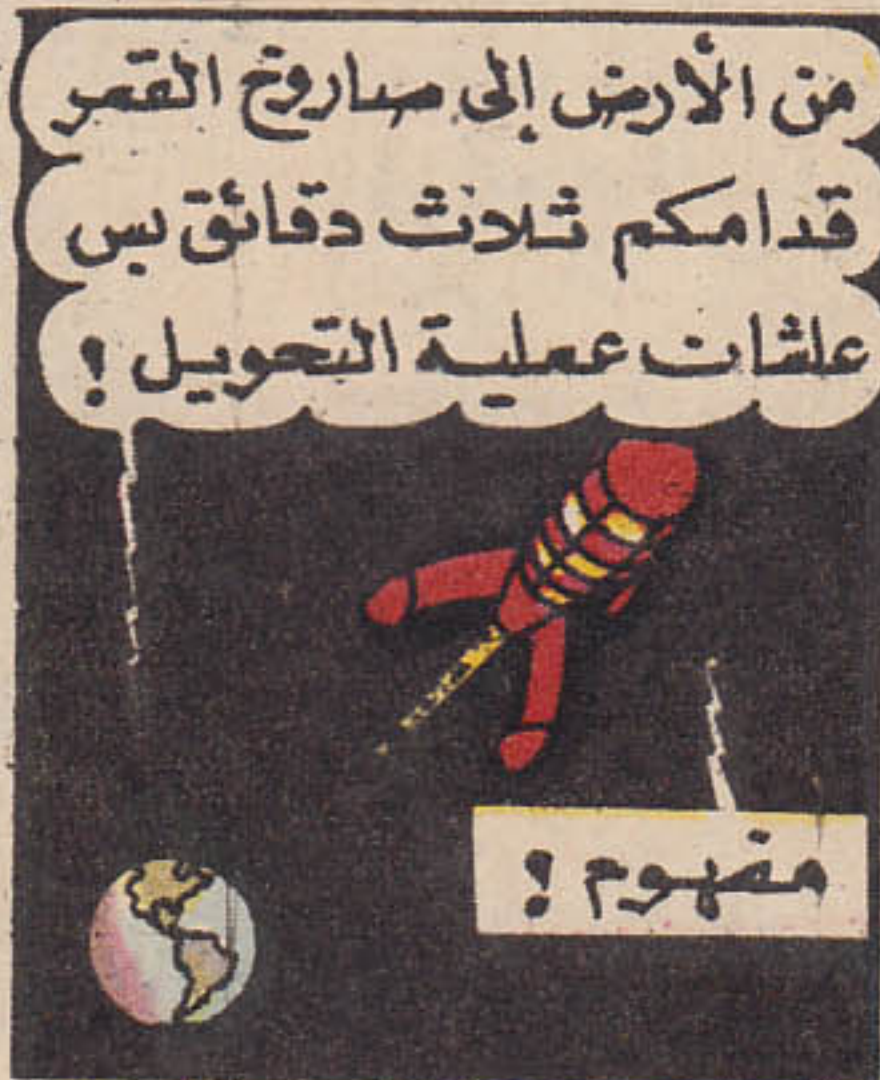 من الأرض إلى صاروخ القمر
قدامكم ثلاث دقائق بس
علشان عملية التحويل !
مفهوم !